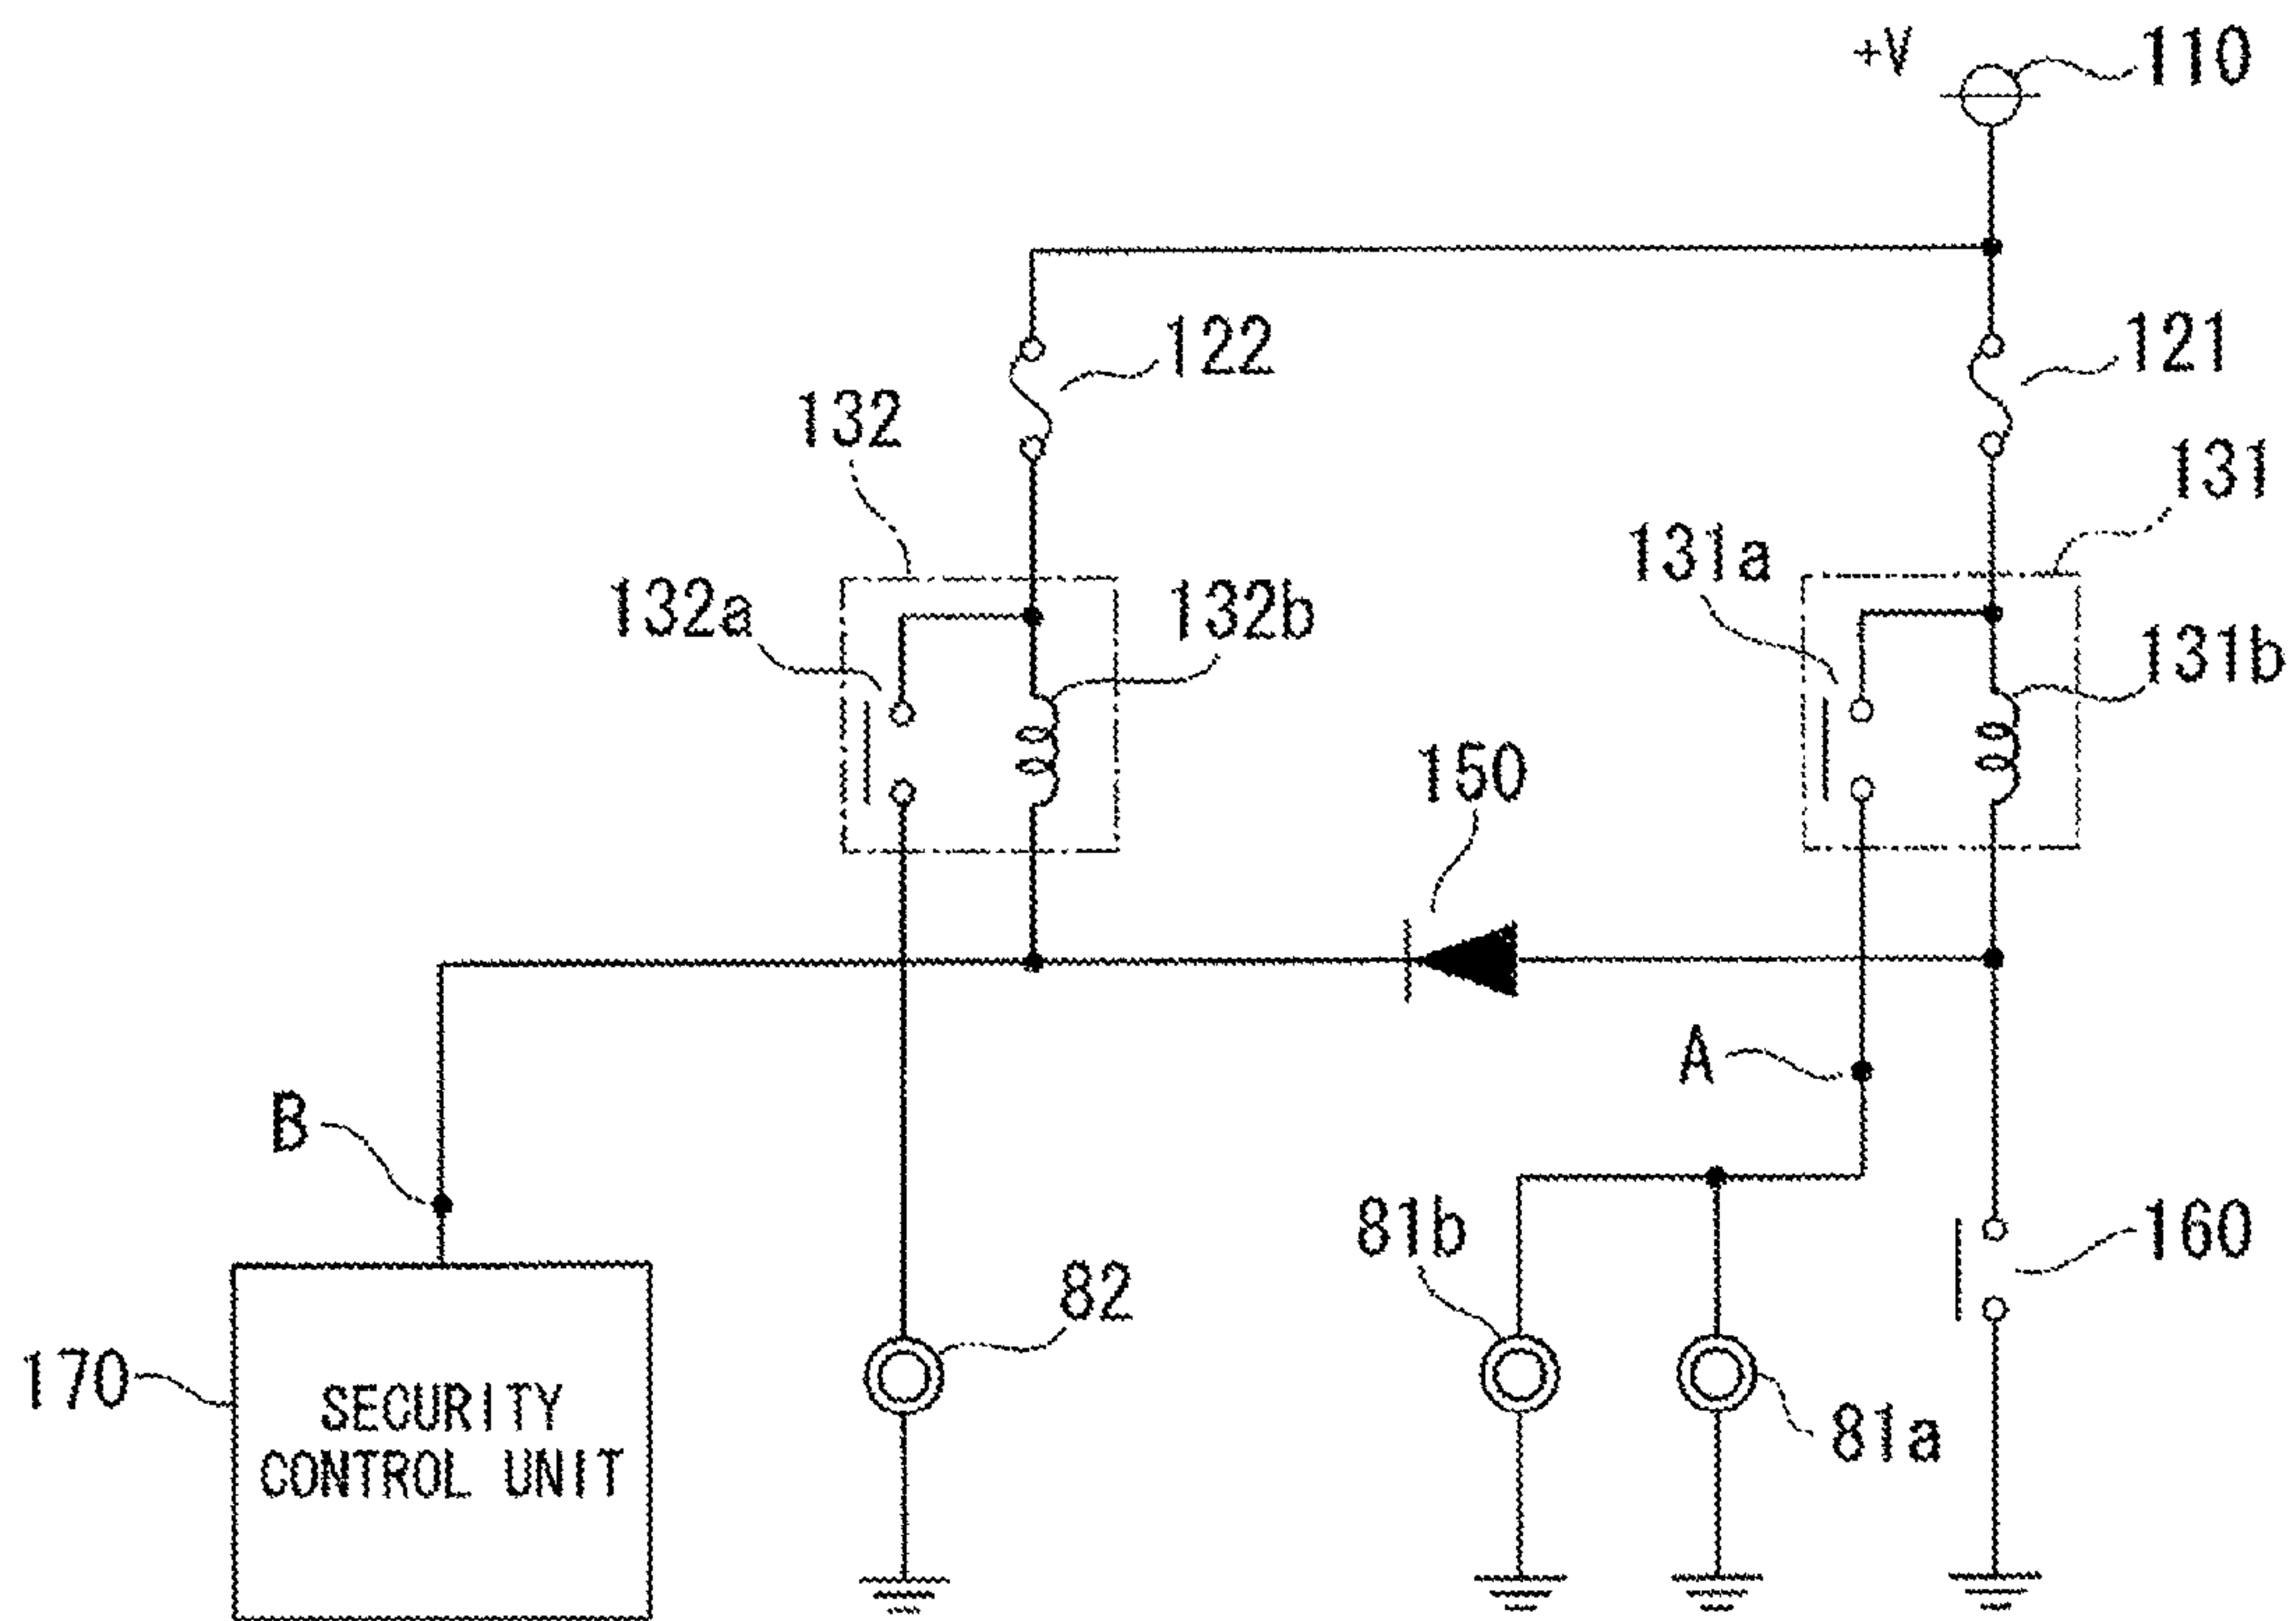 +V
110
122
121
132
131
131a
132a
132b
131b
150
A
B
81b
160
82
170
SECURITY
CONTROL UNIT
81a